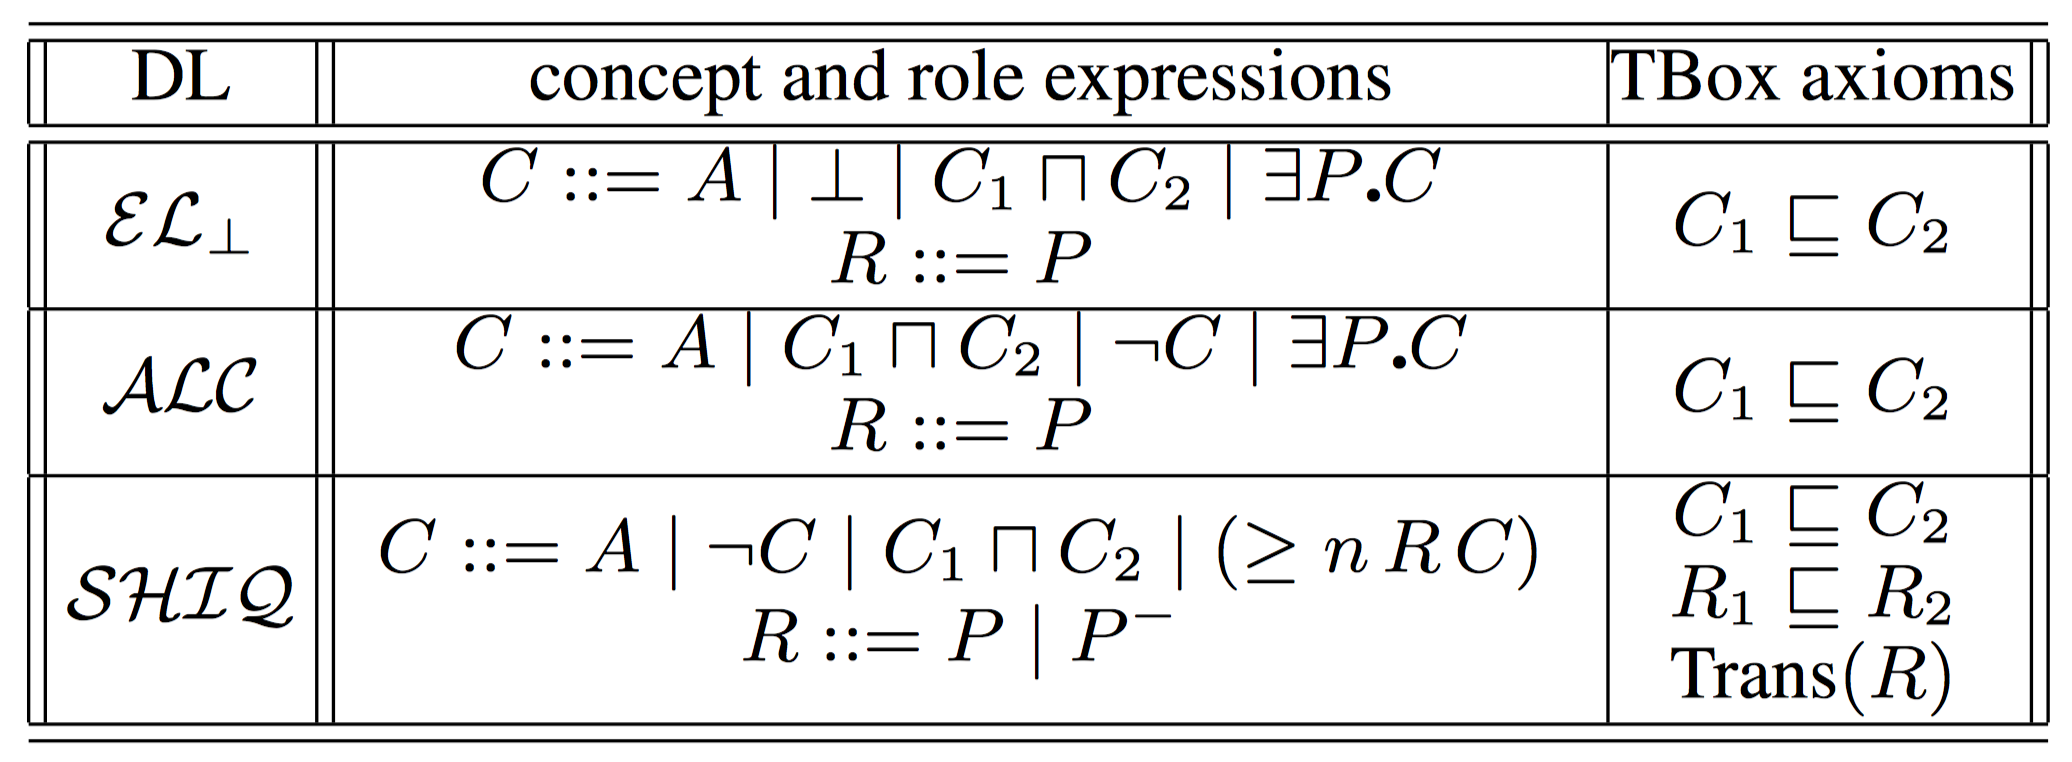 DL concept and role expressions TBox axioms
ℰℒ⊥ C ::= A | ⊥ | C₁ ⊓ C₂ | ∃P.C C₁ ⊑ C₂
R ::= P
𝒜ℒ𝒞 C ::= A | C₁ ⊓ C₂ | ¬C | ∃P.C C₁ ⊑ C₂
R ::= P
𝒮ℋℐ𝒬 C ::= A | ¬C | C₁ ⊓ C₂ | (≥ n R C) C₁ ⊑ C₂
R ::= P | P⁻ R₁ ⊑ R₂
Trans(R)